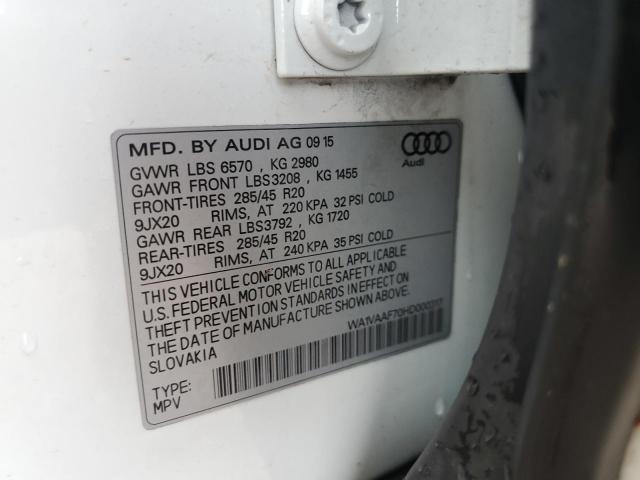 MFD. BY AUDI AG 09 15
Audi
GVWR LBS 6570 , KG 2980
GAWR FRONT LBS3208 , KG 1455
FRONT-TIRES 285/45 R20
9JX20 RIMS, AT 220 KPA 32 PSI COLD
GAWR REAR LBS3792 , KG 1720
REAR-TIRES 285/45 R20
9JX20 RIMS, AT 240 KPA 35 PSI COLD
THIS VEHICLE CONFORMS TO ALL APPLICABLE
U.S. FEDERAL MOTOR VEHICLE SAFETY AND
THEFT PREVENTION STANDARDS IN EFFECT ON
THE DATE OF MANUFACTURE SHOWN ABOVE.
SLOVAKIA
WA1VAAF70HD000317
TYPE:
MPV